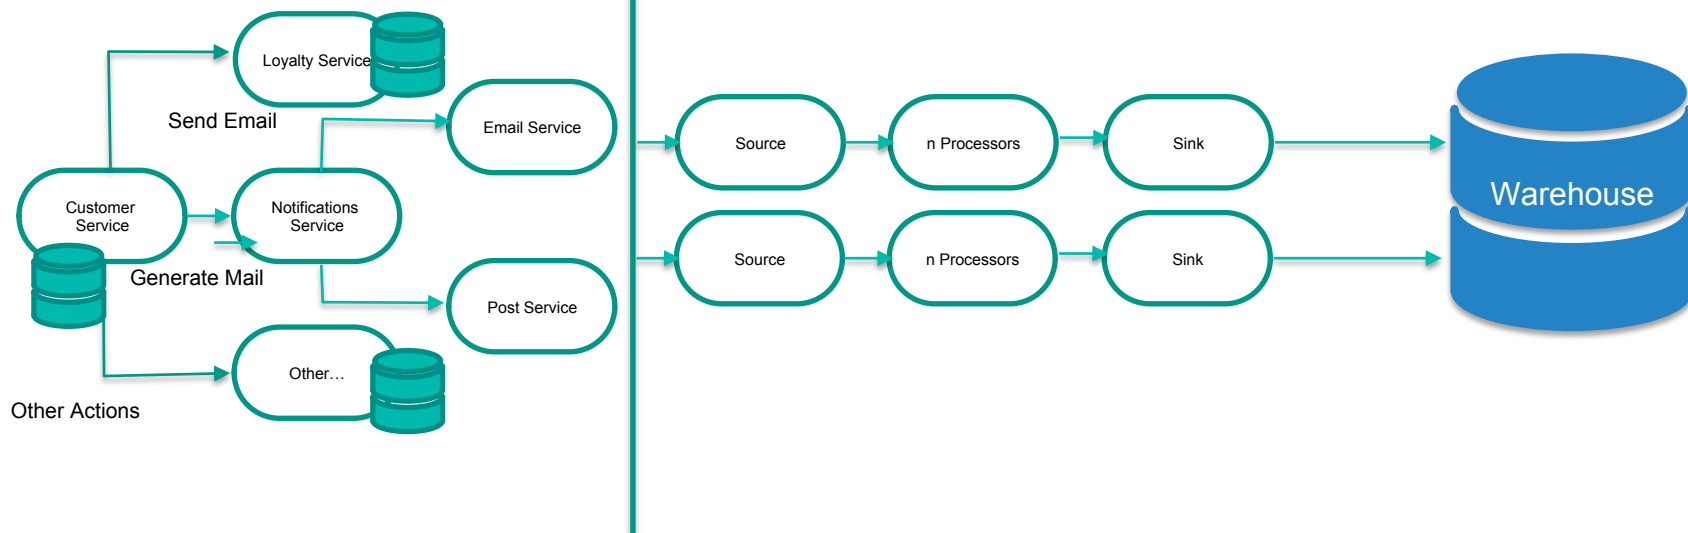 Loyalty Service
Send Email
Email Service
Customer
Service
Notifications
Service
Generate Mail
Post Service
Other…
Other Actions
Source
n Processors
Sink
Source
n Processors
Sink
Warehouse